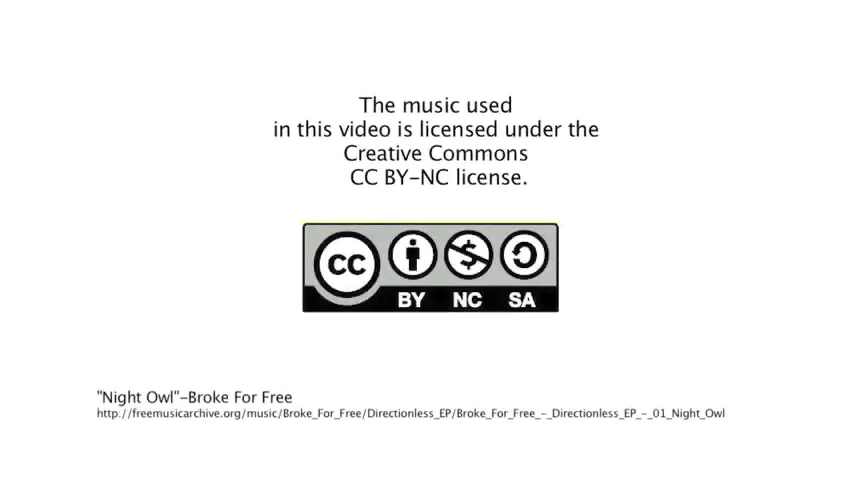 The music used
in this video is licensed under the
Creative Commons
CC BY-NC license.
CC
BY NC SA
"Night Owl"-Broke For Free
http://freemusicarchive.org/music/Broke_For_Free/Directionless_EP/Broke_For_Free_-_Directionless_EP_-_01_Night_Owl